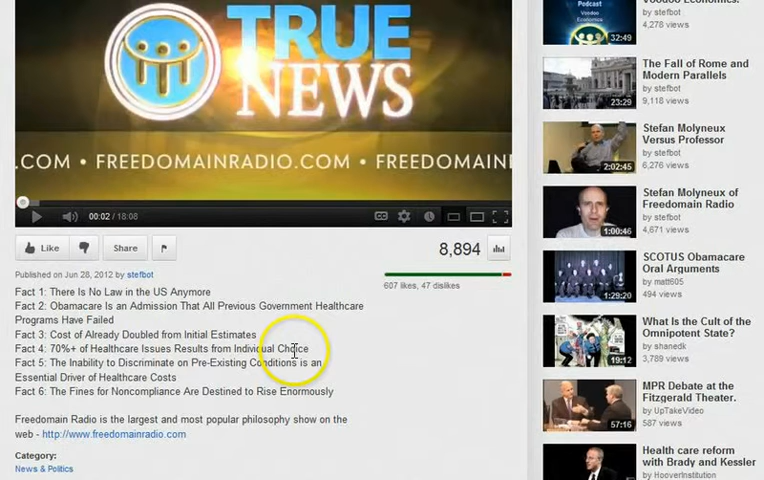 TRUE
NEWS
.COM • FREEDOMAINRADIO.COM • FREEDOMAIN
00:02 / 18:08
CC
Like
Share
8,894
Published on Jun 28, 2012 by stefbot
607 likes, 47 dislikes
Fact 1: There Is No Law in the US Anymore
Fact 2: Obamacare Is an Admission That All Previous Government Healthcare
Programs Have Failed
Fact 3: Cost of Already Doubled from Initial Estimates
Fact 4: 70%+ of Healthcare Issues Results from Individual Choice
Fact 5: The Inability to Discriminate on Pre-Existing Conditions is an
Essential Driver of Healthcare Costs
Fact 6: The Fines for Noncompliance Are Destined to Rise Enormously
Freedomain Radio is the largest and most popular philosophy show on the
web - http://www.freedomainradio.com
Category:
News & Politics
Podcast
Voodoo
Economics
32:49
Voodoo Economics.
by stefbot
4,278 views
23:29
The Fall of Rome and
Modern Parallels
by stefbot
9,118 views
2:02:45
Stefan Molyneux
Versus Professor
by stefbot
6,276 views
1:00:46
Stefan Molyneux of
Freedomain Radio
by stefbot
4,671 views
1:29:20
SCOTUS Obamacare
Oral Arguments
by matt605
494 views
19:12
What Is the Cult of the
Omnipotent State?
by shanedk
3,789 views
57:16
MPR Debate at the
Fitzgerald Theater.
by UpTakeVideo
587 views
Health care reform
with Brady and Kessler
by HooverInstitution